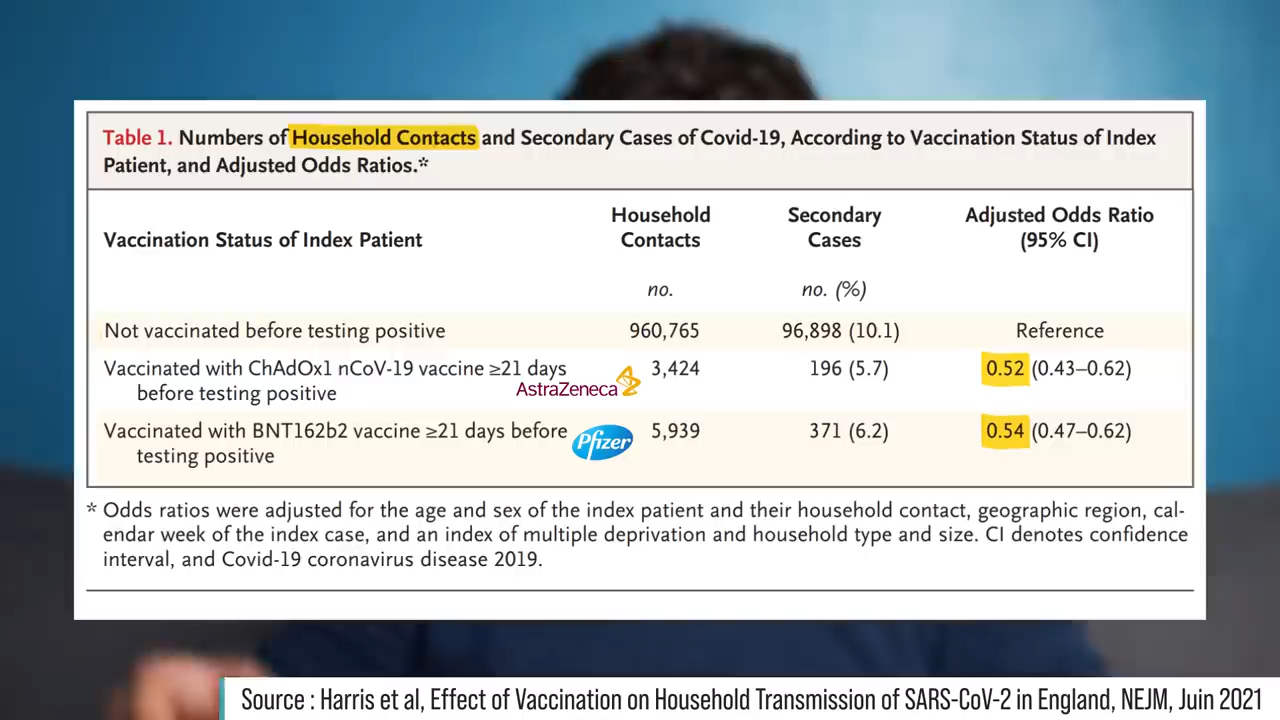 Table 1. Numbers of Household Contacts and Secondary Cases of Covid-19, According to Vaccination Status of Index
Patient, and Adjusted Odds Ratios.*
Vaccination Status of Index Patient
Household
Contacts
Secondary
Cases
Adjusted Odds Ratio
(95% CI)
no.
no. (%)
Not vaccinated before testing positive
960,765
96,898 (10.1)
Reference
Vaccinated with ChAdOx1 nCoV-19 vaccine ≥21 days
before testing positive
AstraZeneca
3,424
196 (5.7)
0.52 (0.43–0.62)
Vaccinated with BNT162b2 vaccine ≥21 days before
testing positive
Pfizer
5,939
371 (6.2)
0.54 (0.47–0.62)
* Odds ratios were adjusted for the age and sex of the index patient and their household contact, geographic region, cal-
endar week of the index case, and an index of multiple deprivation and household type and size. CI denotes confidence
interval, and Covid-19 coronavirus disease 2019.
Source : Harris et al, Effect of Vaccination on Household Transmission of SARS-CoV-2 in England, NEJM, Juin 2021